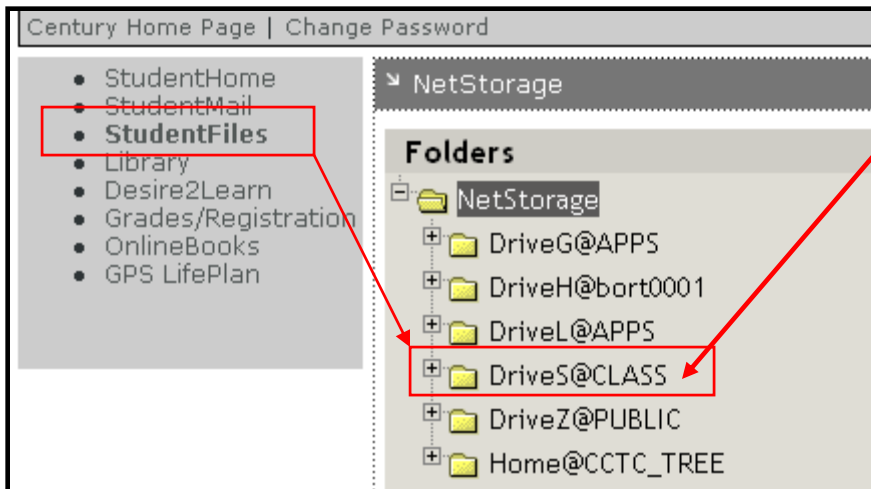 Century Home Page | Change Password
StudentHome
StudentMail
StudentFiles
Library
Desire2Learn
Grades/Registration
OnlineBooks
GPS LifePlan
NetStorage
Folders
NetStorage
DriveG@APPS
DriveH@bort0001
DriveL@APPS
DriveS@CLASS
DriveZ@PUBLIC
Home@CCTC_TREE